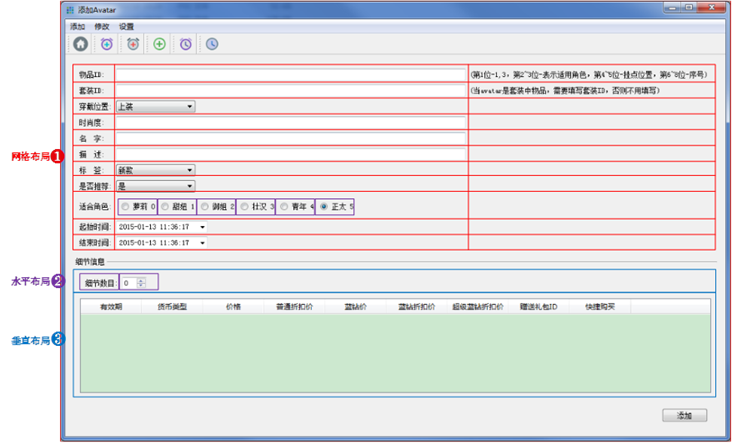 添加Avatar
添加 修改 设置
物品ID: (第1位-1,3, 第2~3位-表示适用角色, 第4~5位-挂点位置, 第6~8位-序号)
套装ID: (当avatar是套装中物品, 需要填写套装ID, 否则不用填写)
穿戴位置: 上装
时尚度:
名 字:
描 述:
网格布局1
标 签: 新款
是否推荐: 是
适合角色: 萝莉 0 甜姐 1 御姐 2 壮汉 3 青年 4 正太 5
起始时间: 2015-01-13 11:36:17
结束时间: 2015-01-13 11:36:17
细节信息
水平布局2
细节数目: 0
有效期 货币类型 价格 普通折扣价 蓝钻价 蓝钻折扣价 超级蓝钻折扣价 赠送礼包ID 快捷购买
垂直布局3
添加